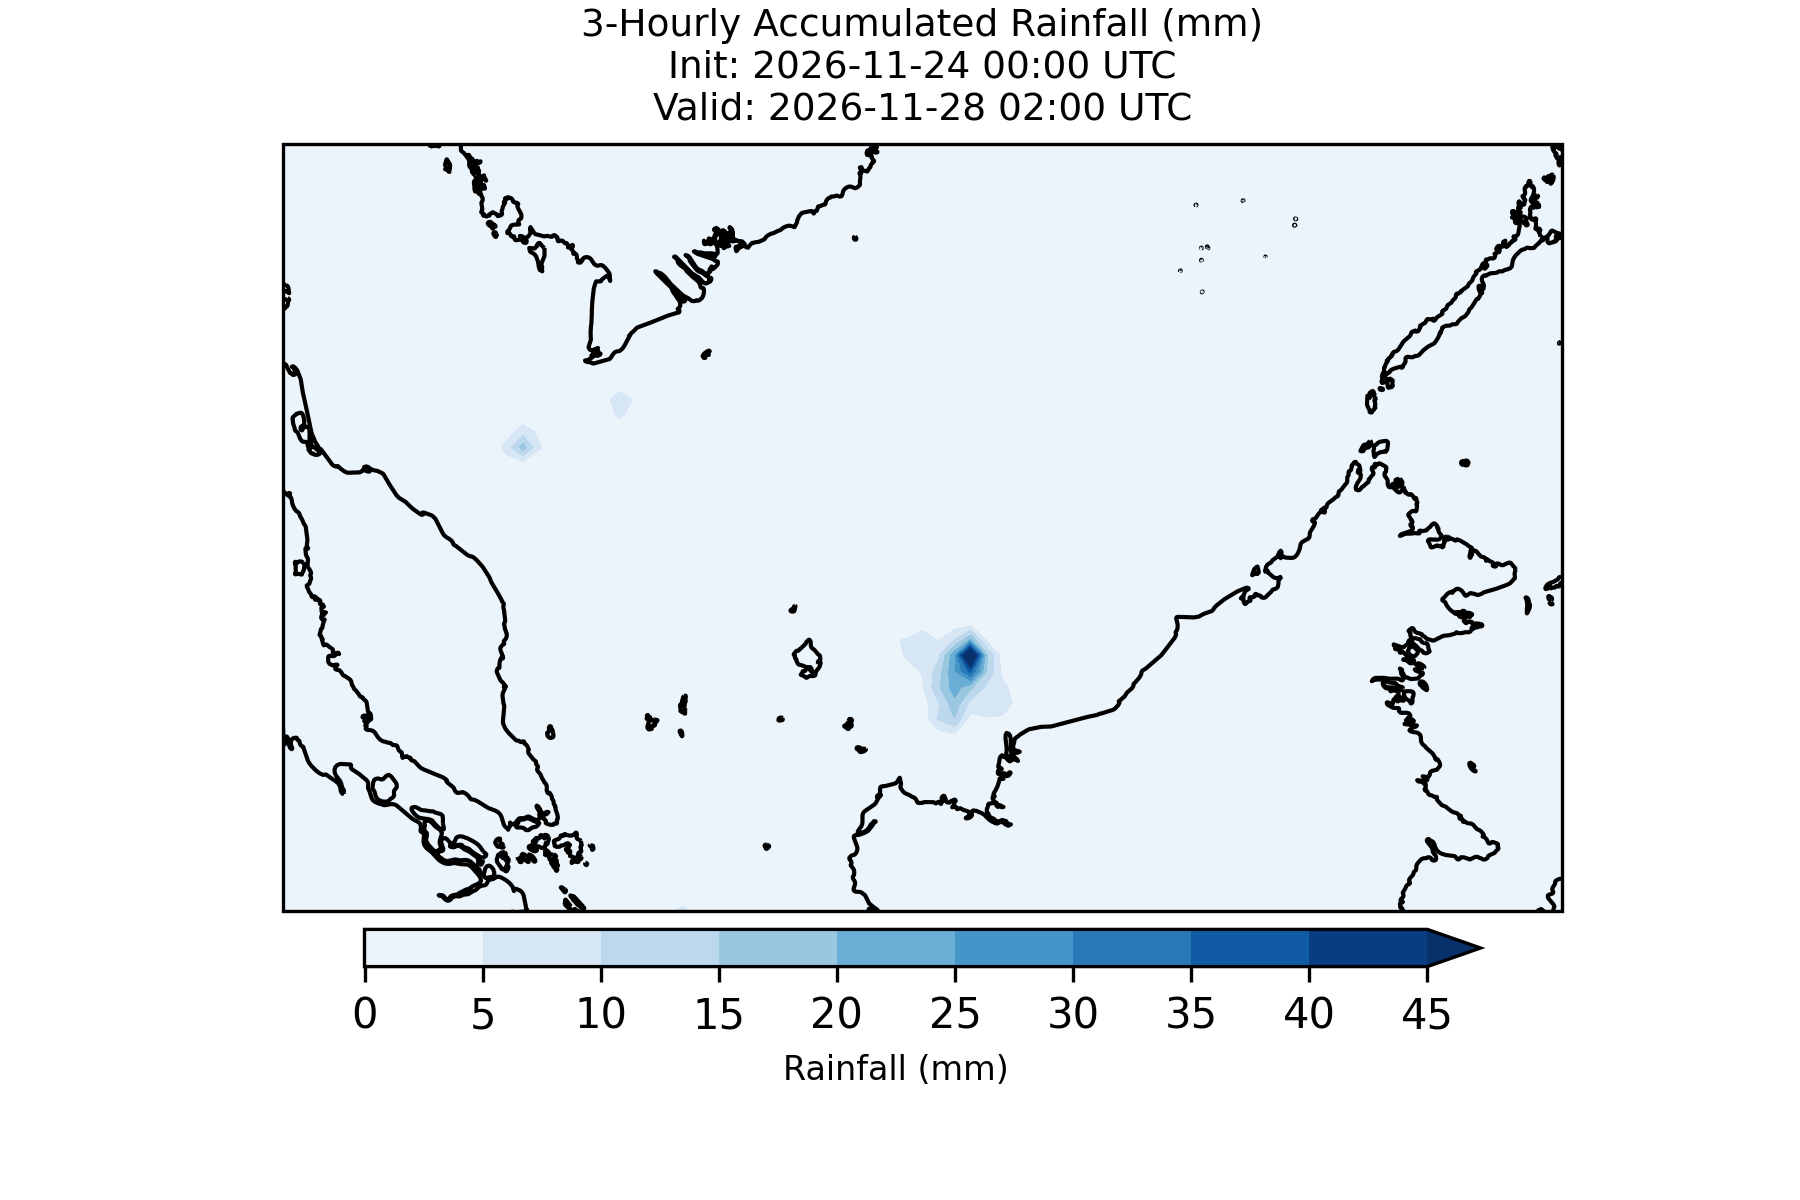 3-Hourly Accumulated Rainfall (mm)
Init: 2026-11-24 00:00 UTC
Valid: 2026-11-28 02:00 UTC
0 5 10 15 20 25 30 35 40 45
Rainfall (mm)